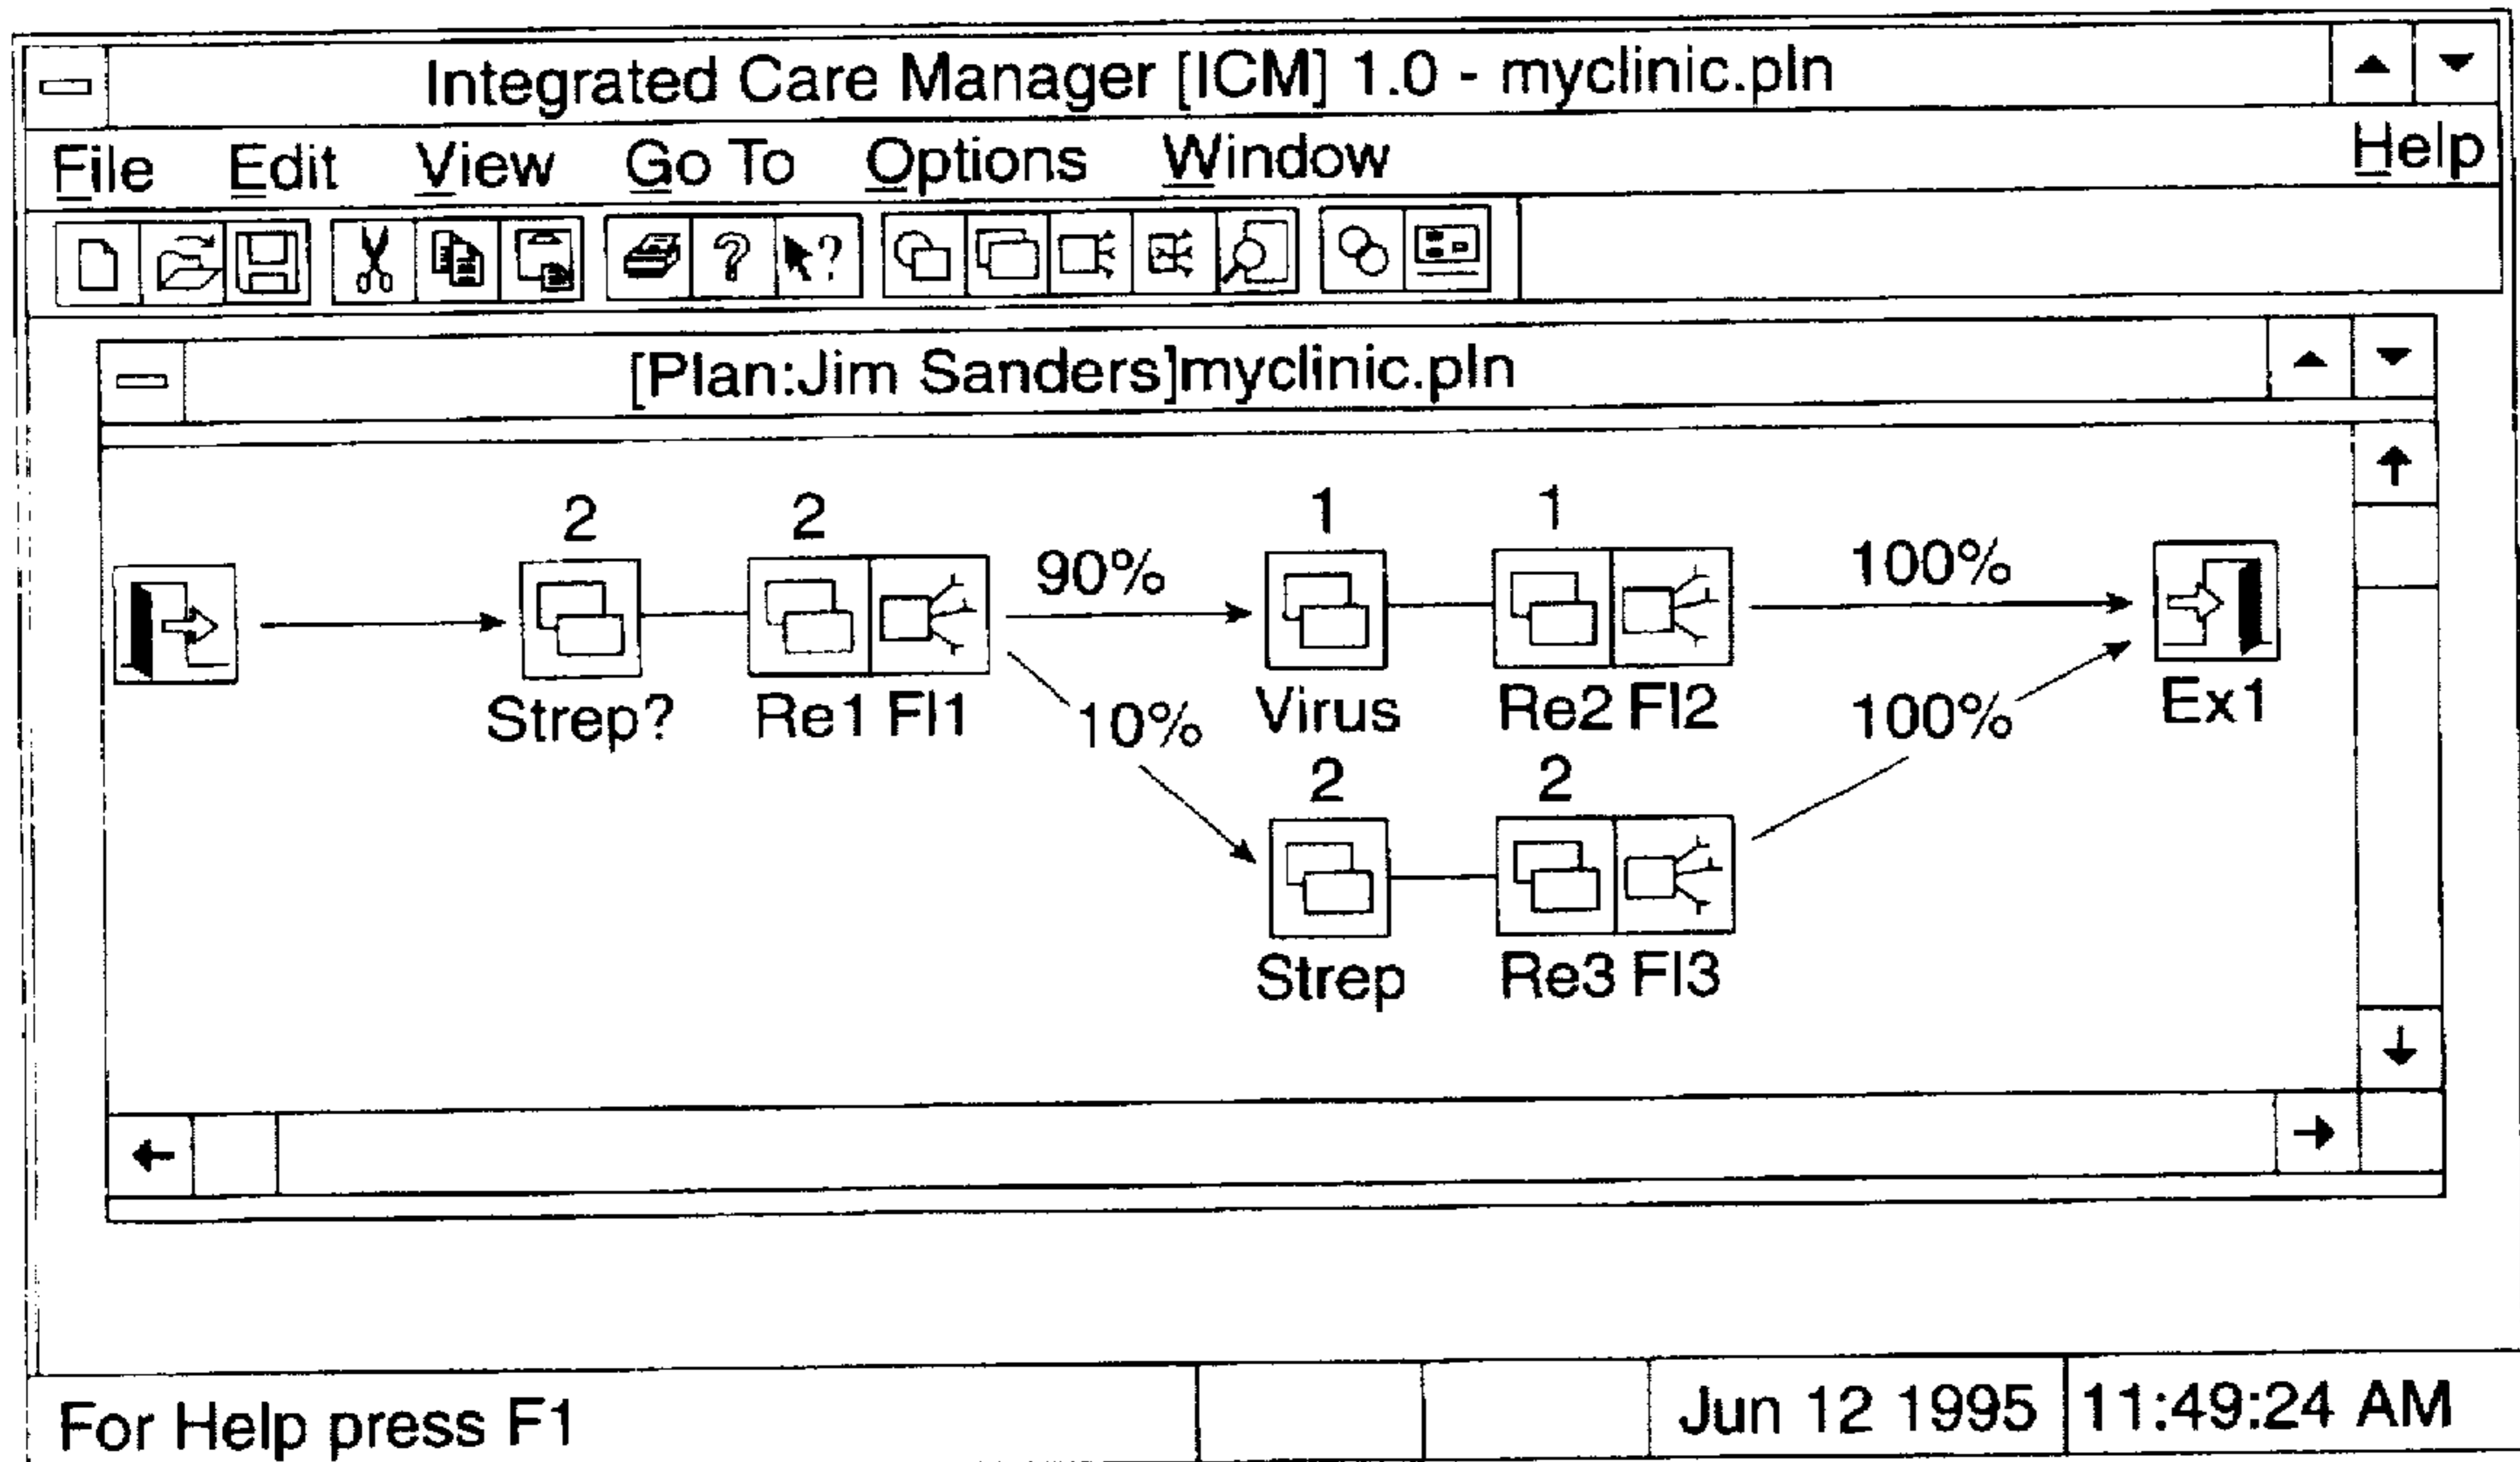 Integrated Care Manager [ICM] 1.0 - myclinic.pln
File Edit View Go To Options Window Help
? ?
[Plan:Jim Sanders]myclinic.pln
2 2 1 1
90% 100%
Strep? Re1 Fl1 10% Virus Re2 Fl2 100% Ex1
2 2
Strep Re3 Fl3
For Help press F1 Jun 12 1995 11:49:24 AM